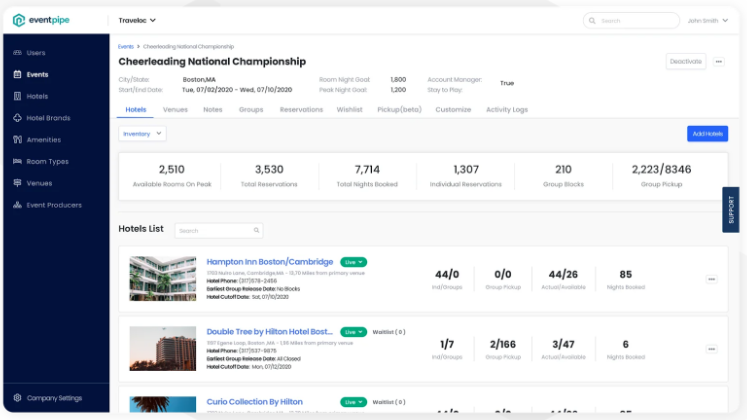 eventpipe
Travelac
Search
John Smith
Users
Events
Hotels
Hotel Brands
Amenities
Room Types
Venues
Event Producers
Company Settings
Events > Cheerleading National Championship
Cheerleading National Championship
Deactivate
City/State: Boston,MA Room Night Goal: 1,800 Account Manager:
Start/End Date: Tue, 07/02/2020 - Wed, 07/10/2020 Peak Night Goal: 1,200 Stay to Play: True
Hotels Venues Notes Groups Reservations Wishlist Pickup(beta) Customize Activity Logs
Inventory
Add Hotels
2,510 3,530 7,714 1,307 210 2,223/8346
Available Rooms On Peak Total Reservations Total Nights Booked Individual Reservations Group Blocks Group Pickup
SUPPORT
Hotels List
Search
Hampton Inn Boston/Cambridge Live
Cambridge,MA - 13,70 Miles from primary venue
Hotel Phone: (317)578-2456
Earliest Group Release Date: No Blocks
Hotel Cutoff Date: Sat, 07/10/2020
44/0 0/0 44/26 85
Ind/Groups Group Pickup Actual/Available Nights Booked
Double Tree by Hilton Hotel Bost... Live Waitlist ( 0 )
Loop, Boston ,MA - 1,98 Miles from primary venue
Hotel Phone: (317)537-8875
Earliest Group Release Date: All Closed
Hotel Cutoff Date: Mon, 07/12/2020
1/7 2/166 3/47 6
Ind/Groups Group Pickup Actual/Available Nights Booked
Curio Collection By Hilton Live Waitlist ( 0 )